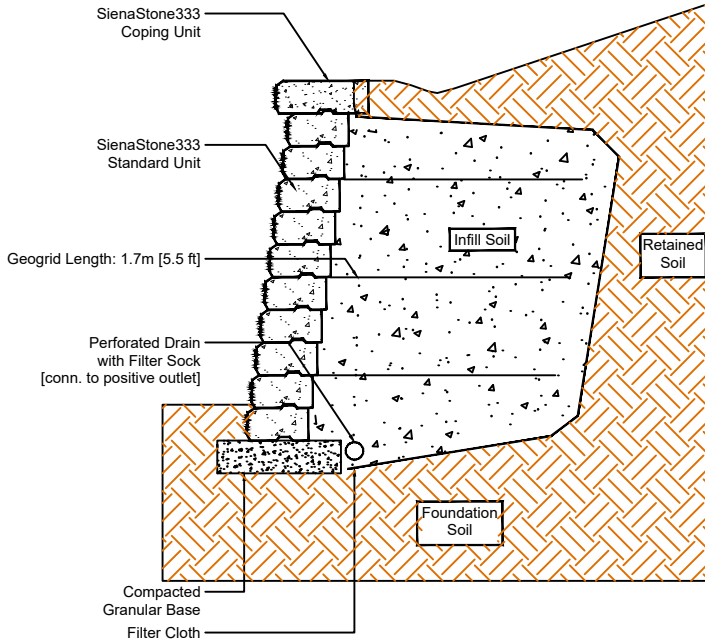 SienaStone333
Coping Unit
SienaStone333
Standard Unit
Infill Soil
Retained
Soil
Geogrid Length: 1.7m [5.5 ft]
Perforated Drain
with Filter Sock
[conn. to positive outlet]
Foundation
Soil
Compacted
Granular Base
Filter Cloth